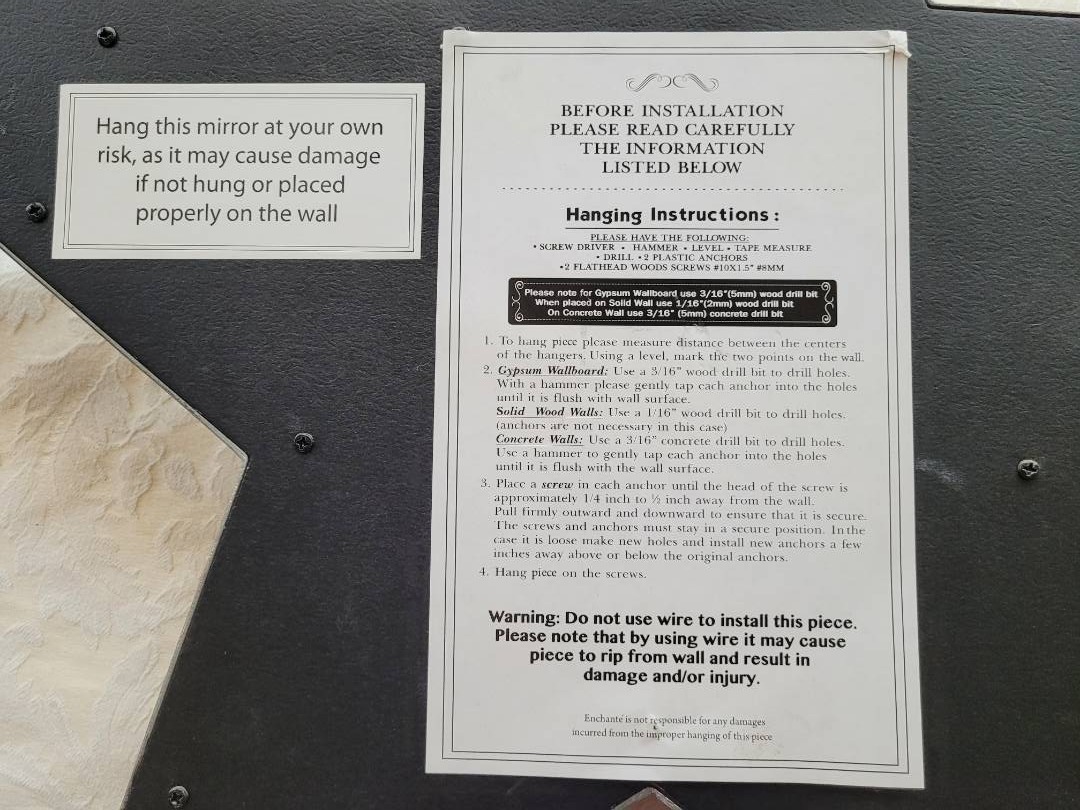 Hang this mirror at your own
risk, as it may cause damage
if not hung or placed
properly on the wall
BEFORE INSTALLATION
PLEASE READ CAREFULLY
THE INFORMATION
LISTED BELOW
Hanging Instructions:
PLEASE HAVE THE FOLLOWING:
• SCREW DRIVER • HAMMER • LEVEL • TAPE MEASURE
• DRILL • 2 PLASTIC ANCHORS
•2 FLATHEAD WOODS SCREWS #10X1.5" #8MM
Please note for Gypsum Wallboard use 3/16"(5mm) wood drill bit
When placed on Solid Wall use 1/16"(2mm) wood drill bit
On Concrete Wall use 3/16" (5mm) concrete drill bit
1. To hang piece please measure distance between the centers
of the hangers. Using a level, mark the two points on the wall.
2. Gypsum Wallboard: Use a 3/16" wood drill bit to drill holes.
With a hammer please gently tap each anchor into the holes
until it is flush with wall surface.
Solid Wood Walls: Use a 1/16" wood drill bit to drill holes.
(anchors are not necessary in this case)
Concrete Walls: Use a 3/16" concrete drill bit to drill holes.
Use a hammer to gently tap each anchor into the holes
until it is flush with the wall surface.
3. Place a screw in each anchor until the head of the screw is
approximately 1/4 inch to ½ inch away from the wall.
Pull firmly outward and downward to ensure that it is secure.
The screws and anchors must stay in a secure position. In the
case it is loose make new holes and install new anchors a few
inches away above or below the original anchors.
4. Hang piece on the screws.
Warning: Do not use wire to install this piece.
Please note that by using wire it may cause
piece to rip from wall and result in
damage and/or injury.
Enchanté is not responsible for any damages
incurred from the improper hanging of this piece